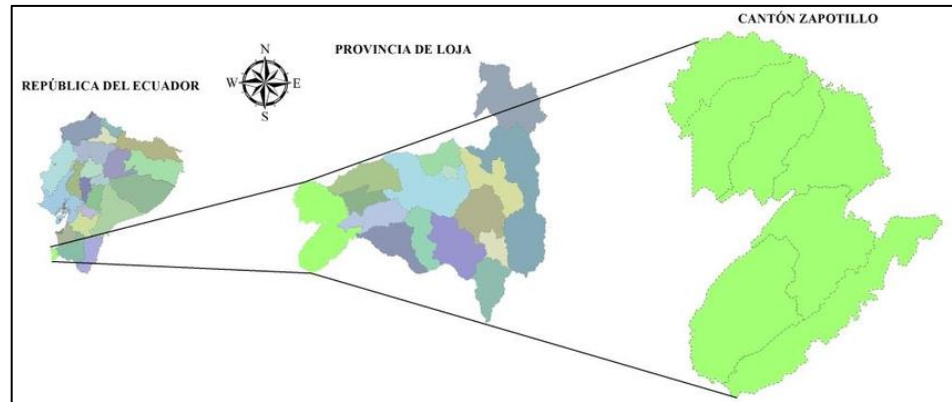 CANTÓN ZAPOTILLO
PROVINCIA DE LOJA
N
REPÚBLICA DEL ECUADOR
W E
S